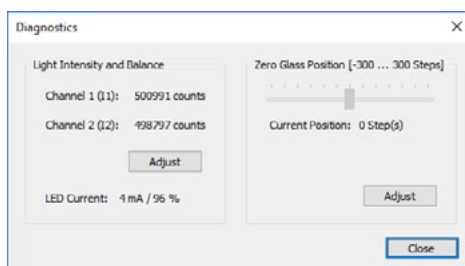 Diagnostics
Light Intensity and Balance
Channel 1 (I1): 500991 counts
Channel 2 (I2): 498797 counts
Adjust
LED Current: 4 mA / 96 %
Zero Glass Position [-300 ... 300 Steps]
Current Position: 0 Step(s)
Adjust
Close